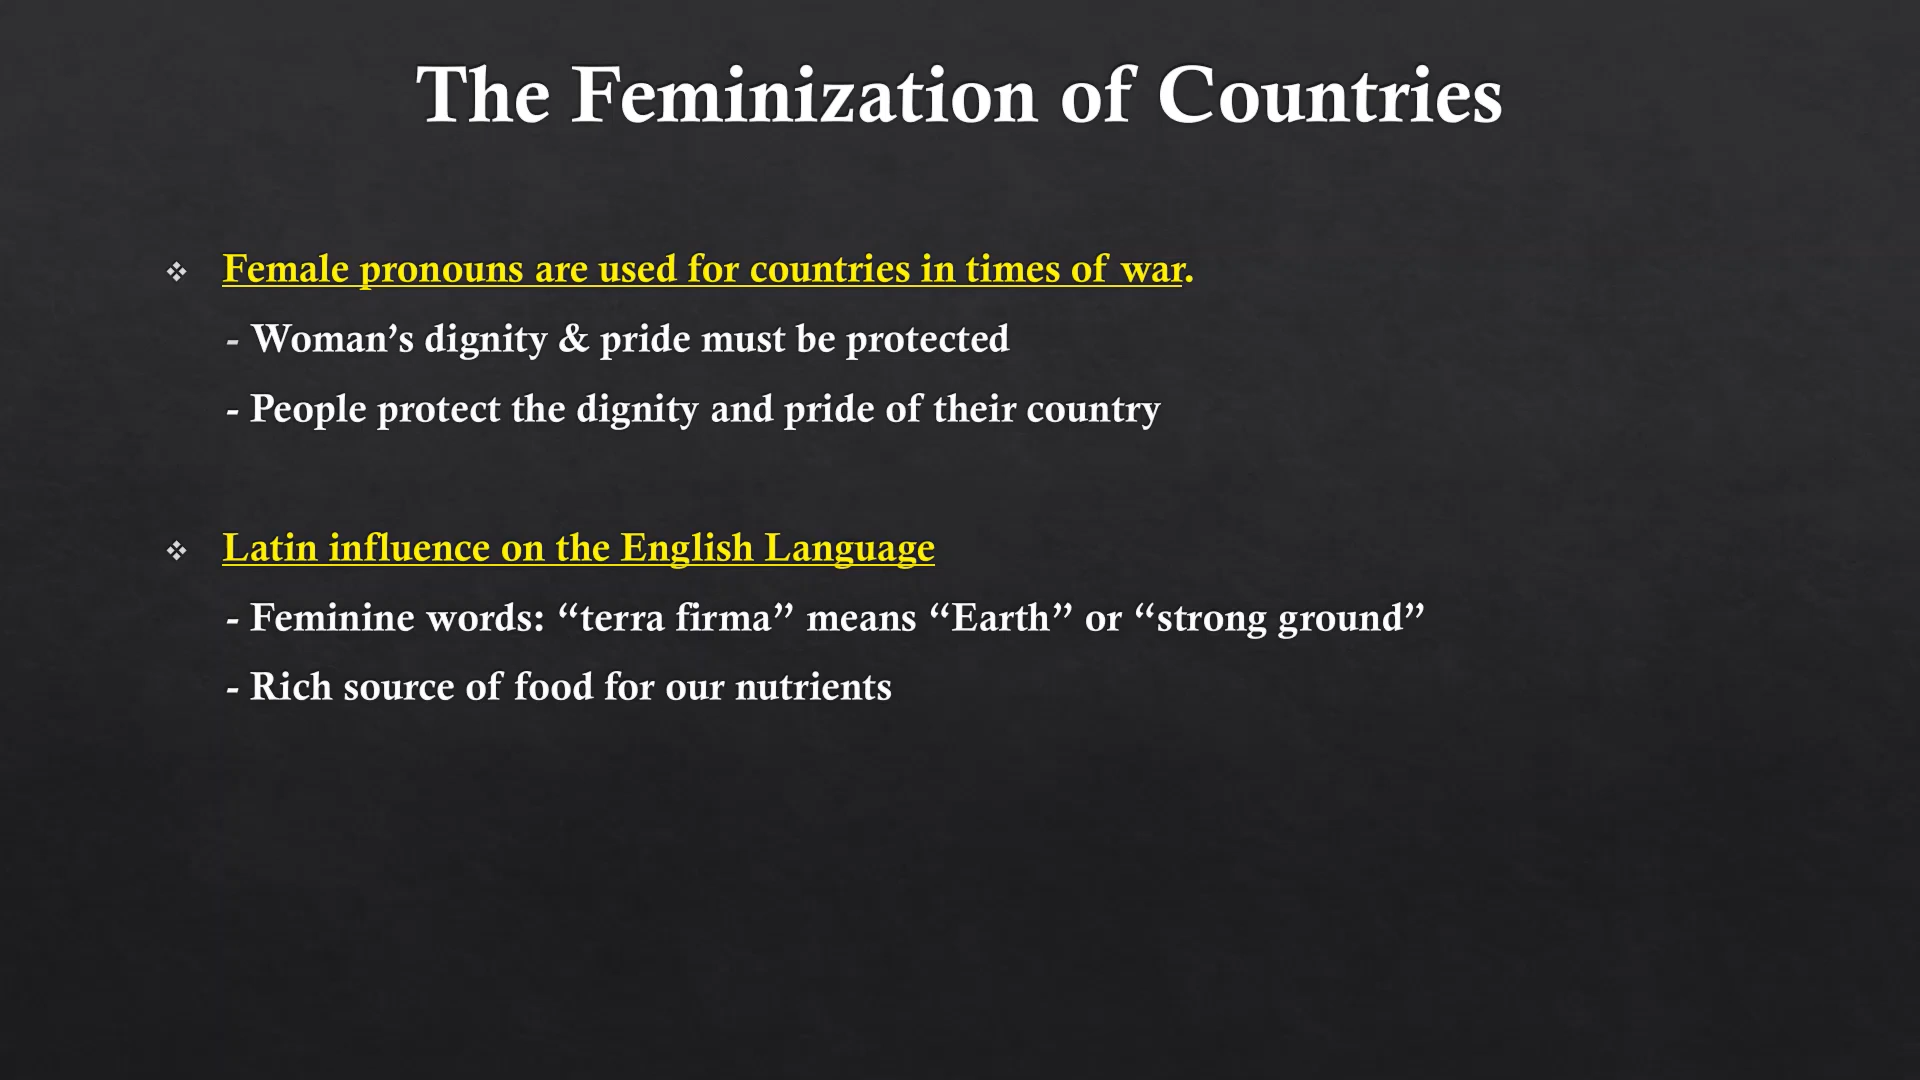 The Feminization of Countries
❖ Female pronouns are used for countries in times of war.
- Woman’s dignity & pride must be protected
- People protect the dignity and pride of their country
❖ Latin influence on the English Language
- Feminine words: “terra firma” means “Earth” or “strong ground”
- Rich source of food for our nutrients